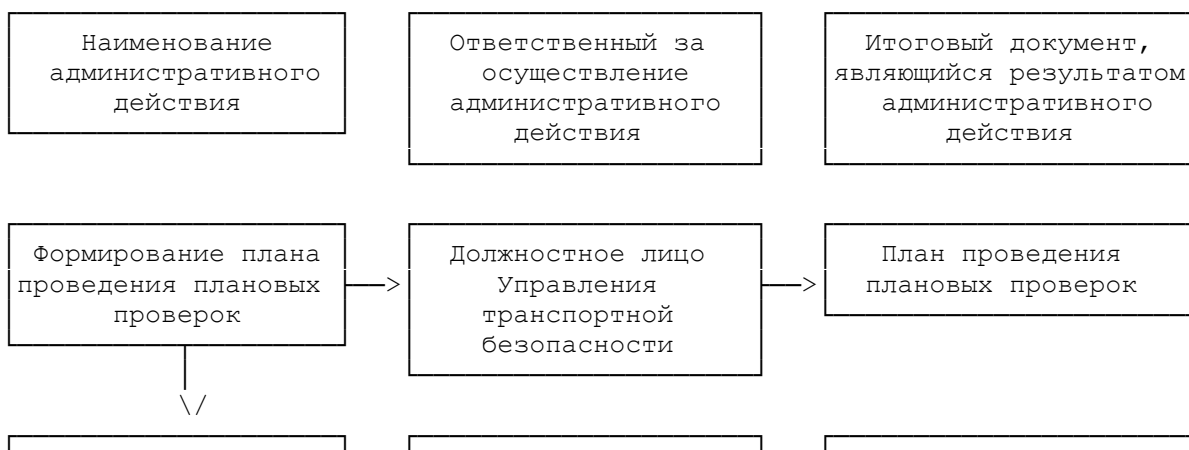 Наименование
административного
действия
Ответственный за
осуществление
административного
действия
Итоговый документ,
являющийся результатом
административного
действия
Формирование плана
проведения плановых
проверок
Должностное лицо
Управления
транспортной
безопасности
План проведения
плановых проверок